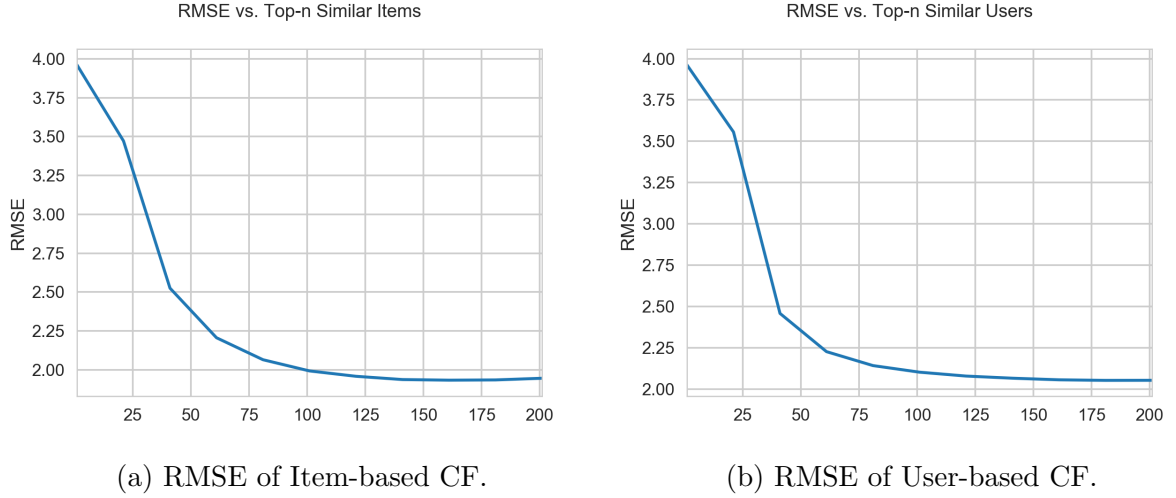 RMSE vs. Top-n Similar Items
RMSE
4.00
3.75
3.50
3.25
3.00
2.75
2.50
2.25
2.00
25 50 75 100 125 150 175 200
(a) RMSE of Item-based CF.
RMSE vs. Top-n Similar Users
RMSE
4.00
3.75
3.50
3.25
3.00
2.75
2.50
2.25
2.00
25 50 75 100 125 150 175 200
(b) RMSE of User-based CF.